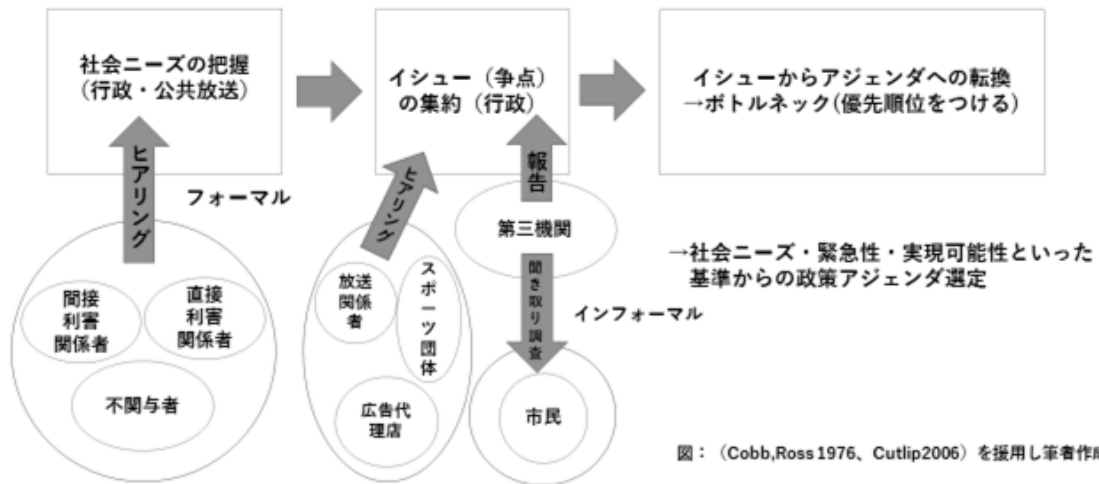 社会ニーズの把握
(行政・公共放送)
イシュー（争点）
の集約（行政）
イシューからアジェンダへの転換
→ボトルネック(優先順位をつける)
ヒアリング
フォーマル
ヒアリング
報告
第三機関
間接
利害
関係者
直接
利害
関係者
不関与者
放送
関係
者
スポーツ団体
広告代
理店
聞き取り調査
インフォーマル
市民
→社会ニーズ・緊急性・実現可能性といった
基準からの政策アジェンダ選定
図：（Cobb,Ross 1976、Cutlip2006）を援用し筆者作成